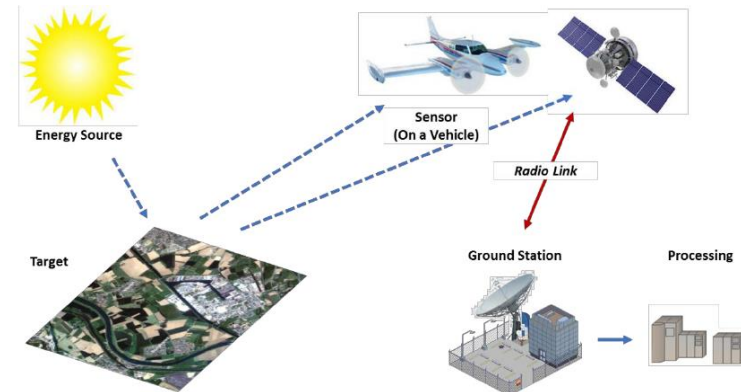 Energy Source
Sensor
(On a Vehicle)
Radio Link
Target
Ground Station
Processing